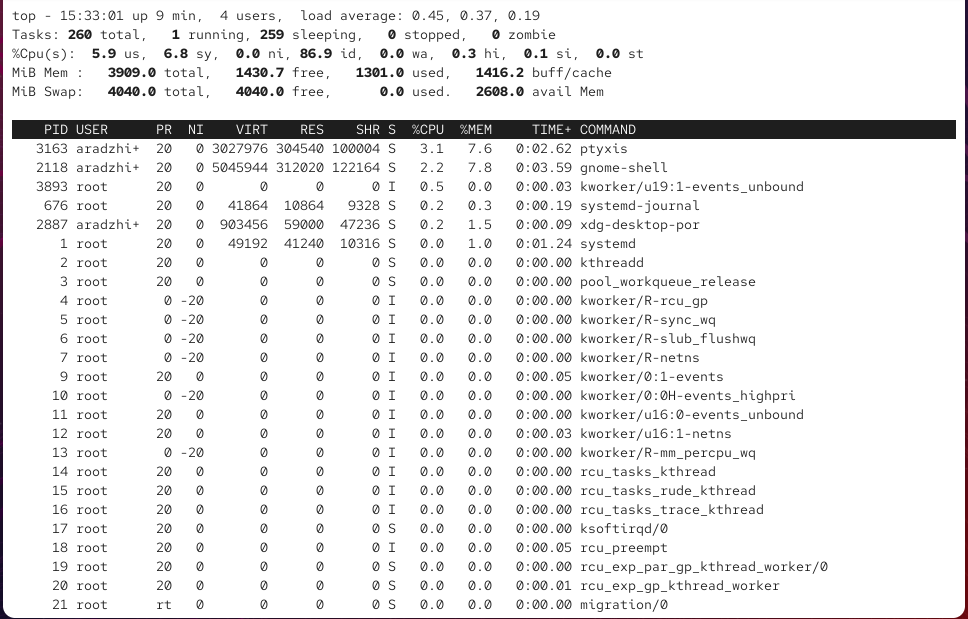 top - 15:33:01 up 9 min,  4 users,  load average: 0.45, 0.37, 0.19
Tasks: 260 total,   1 running, 259 sleeping,   0 stopped,   0 zombie
%Cpu(s):  5.9 us,  6.8 sy,  0.0 ni, 86.9 id,  0.0 wa,  0.3 hi,  0.1 si,  0.0 st
MiB Mem :   3909.0 total,   1430.7 free,   1301.0 used,   1416.2 buff/cache
MiB Swap:   4040.0 total,   4040.0 free,      0.0 used.   2608.0 avail Mem
    PID USER      PR  NI    VIRT    RES    SHR S  %CPU  %MEM     TIME+ COMMAND
   3163 aradzhi+  20   0 3027976 304540 100004 S   3.1   7.6   0:02.62 ptyxis
   2118 aradzhi+  20   0 5045944 312020 122164 S   2.2   7.8   0:03.59 gnome-shell
   3893 root      20   0       0      0      0 I   0.5   0.0   0:00.03 kworker/u19:1-events_unbound
    676 root      20   0   41864  10864   9328 S   0.2   0.3   0:00.19 systemd-journal
   2887 aradzhi+  20   0  903456  59000  47236 S   0.2   1.5   0:00.09 xdg-desktop-por
      1 root      20   0   49192  41240  10316 S   0.0   1.0   0:01.24 systemd
      2 root      20   0       0      0      0 S   0.0   0.0   0:00.00 kthreadd
      3 root      20   0       0      0      0 S   0.0   0.0   0:00.00 pool_workqueue_release
      4 root       0 -20       0      0      0 I   0.0   0.0   0:00.00 kworker/R-rcu_gp
      5 root       0 -20       0      0      0 I   0.0   0.0   0:00.00 kworker/R-sync_wq
      6 root       0 -20       0      0      0 I   0.0   0.0   0:00.00 kworker/R-slub_flushwq
      7 root       0 -20       0      0      0 I   0.0   0.0   0:00.00 kworker/R-netns
      9 root      20   0       0      0      0 I   0.0   0.0   0:00.05 kworker/0:1-events
     10 root       0 -20       0      0      0 I   0.0   0.0   0:00.00 kworker/0:0H-events_highpri
     11 root      20   0       0      0      0 I   0.0   0.0   0:00.00 kworker/u16:0-events_unbound
     12 root      20   0       0      0      0 I   0.0   0.0   0:00.03 kworker/u16:1-netns
     13 root       0 -20       0      0      0 I   0.0   0.0   0:00.00 kworker/R-mm_percpu_wq
     14 root      20   0       0      0      0 I   0.0   0.0   0:00.00 rcu_tasks_kthread
     15 root      20   0       0      0      0 I   0.0   0.0   0:00.00 rcu_tasks_rude_kthread
     16 root      20   0       0      0      0 I   0.0   0.0   0:00.00 rcu_tasks_trace_kthread
     17 root      20   0       0      0      0 S   0.0   0.0   0:00.00 ksoftirqd/0
     18 root      20   0       0      0      0 I   0.0   0.0   0:00.05 rcu_preempt
     19 root      20   0       0      0      0 S   0.0   0.0   0:00.00 rcu_exp_par_gp_kthread_worker/0
     20 root      20   0       0      0      0 S   0.0   0.0   0:00.01 rcu_exp_gp_kthread_worker
     21 root      rt   0       0      0      0 S   0.0   0.0   0:00.00 migration/0